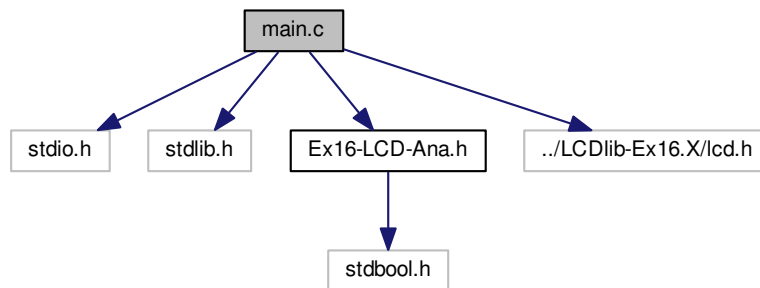 main.c
stdio.h
stdlib.h
Ex16-LCD-Ana.h
../LCDlib-Ex16.X/lcd.h
stdbool.h